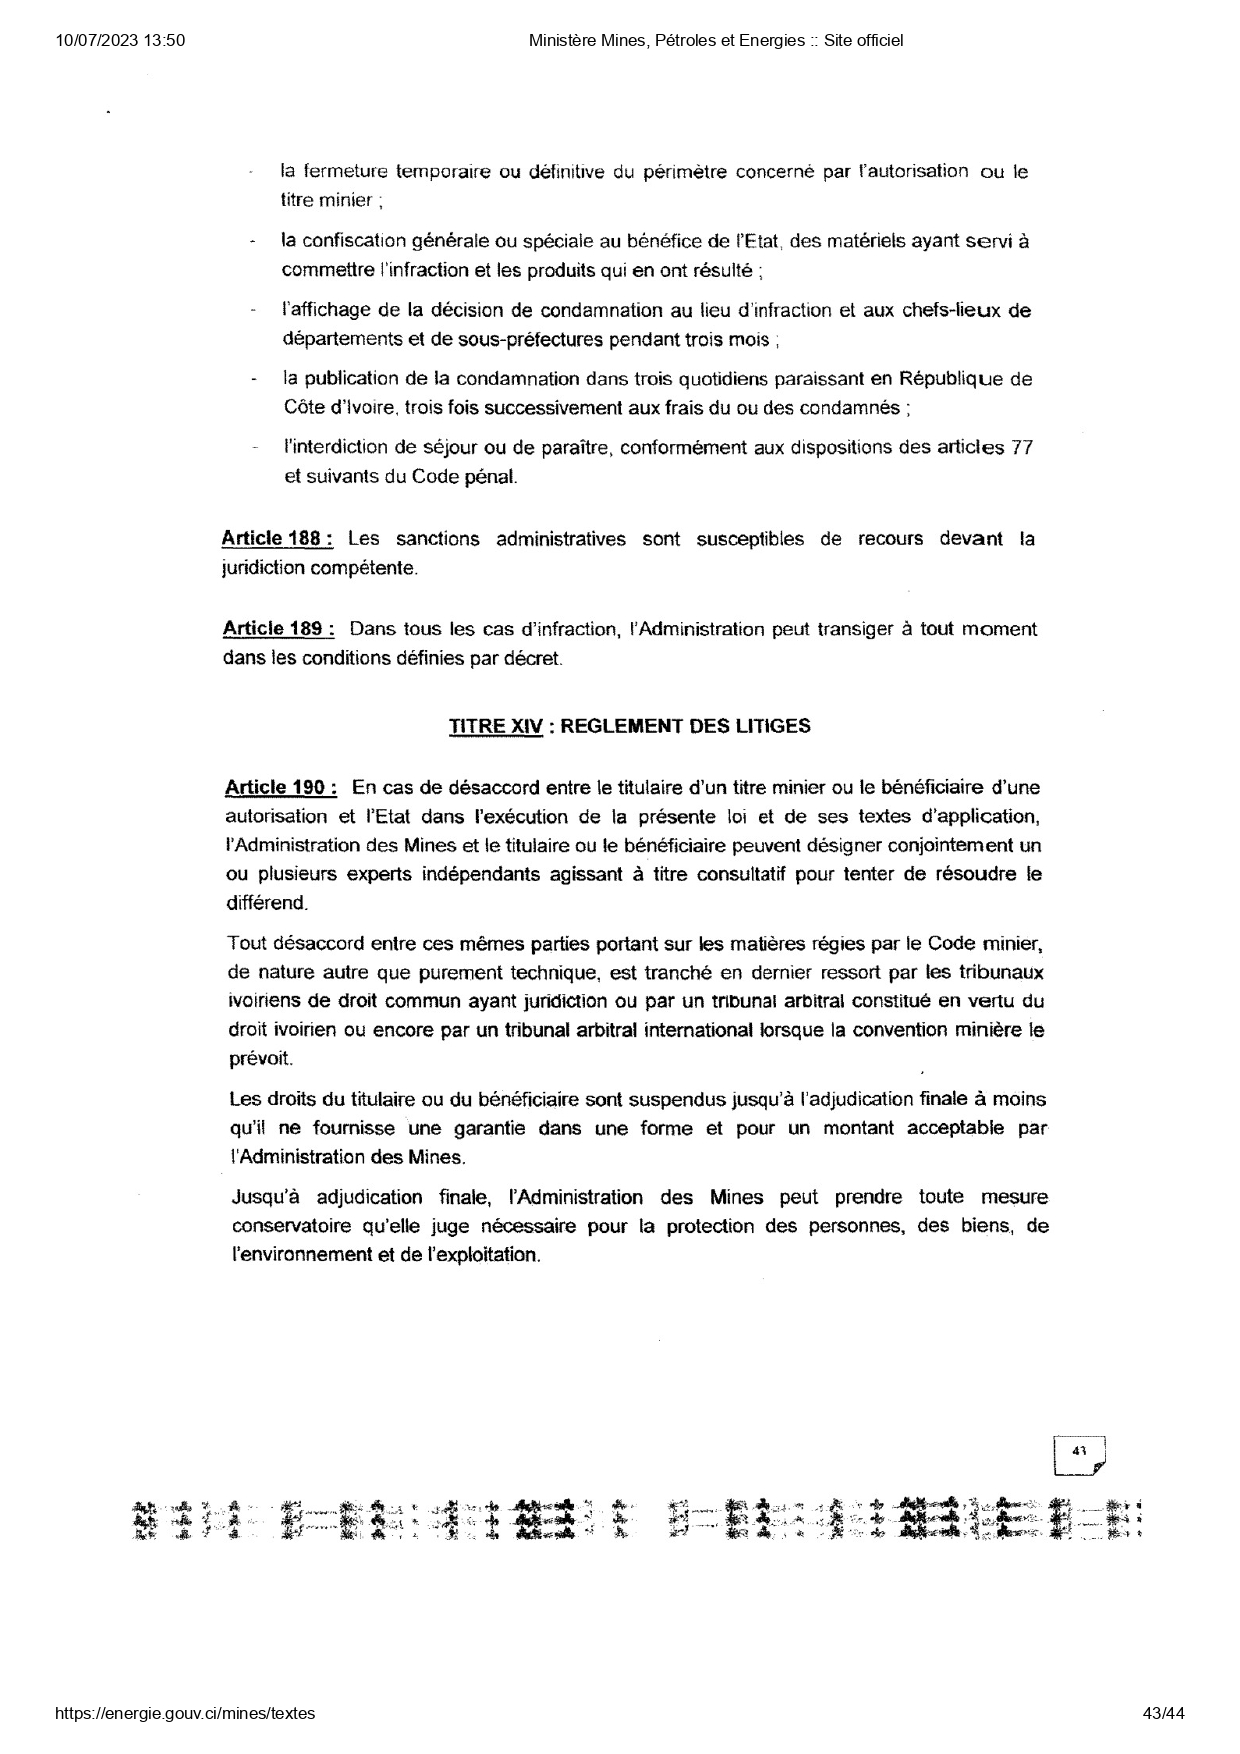 10/07/2023 13:50
Ministère Mines, Pétroles et Energies :: Site officiel
- la fermeture temporaire ou définitive du périmètre concerné par l'autorisation ou le
titre minier ;
- la confiscation générale ou spéciale au bénéfice de l'Etat, des matériels ayant servi à
commettre l'infraction et les produits qui en ont résulté ;
- l'affichage de la décision de condamnation au lieu d'infraction et aux chefs-lieux de
départements et de sous-préfectures pendant trois mois ;
- la publication de la condamnation dans trois quotidiens paraissant en République de
Côte d'Ivoire, trois fois successivement aux frais du ou des condamnés ;
- l'interdiction de séjour ou de paraître, conformément aux dispositions des articles 77
et suivants du Code pénal.
Article 188 : Les sanctions administratives sont susceptibles de recours devant la
juridiction compétente.
Article 189 : Dans tous les cas d'infraction, l'Administration peut transiger à tout moment
dans les conditions définies par décret.
TITRE XIV : REGLEMENT DES LITIGES
Article 190 : En cas de désaccord entre le titulaire d'un titre minier ou le bénéficiaire d'une
autorisation et l'Etat dans l'exécution de la présente loi et de ses textes d'application,
l'Administration des Mines et le titulaire ou le bénéficiaire peuvent désigner conjointement un
ou plusieurs experts indépendants agissant à titre consultatif pour tenter de résoudre le
différend.
Tout désaccord entre ces mêmes parties portant sur les matières régies par le Code minier,
de nature autre que purement technique, est tranché en dernier ressort par les tribunaux
ivoiriens de droit commun ayant juridiction ou par un tribunal arbitral constitué en vertu du
droit ivoirien ou encore par un tribunal arbitral international lorsque la convention minière le
prévoit.
Les droits du titulaire ou du bénéficiaire sont suspendus jusqu'à l'adjudication finale à moins
qu'il ne fournisse une garantie dans une forme et pour un montant acceptable par
l'Administration des Mines.
Jusqu'à adjudication finale, l'Administration des Mines peut prendre toute mesure
conservatoire qu'elle juge nécessaire pour la protection des personnes, des biens, de
l'environnement et de l'exploitation.
43
https://energie.gouv.ci/mines/textes
43/44